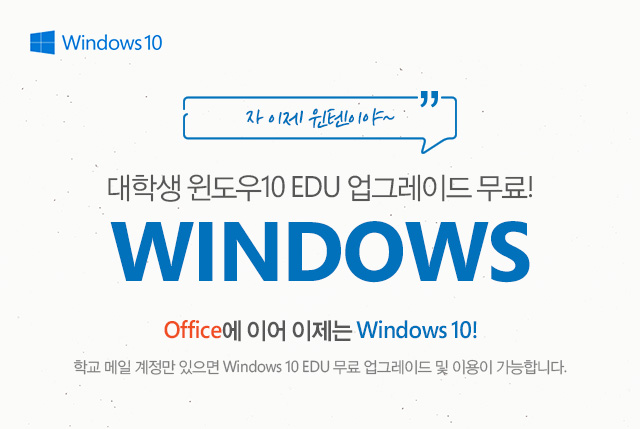 Windows 10
자 이제 윈텐이야~
대학생 윈도우10 EDU 업그레이드 무료!
WINDOWS
Office에 이어 이제는 Windows 10!
학교 메일 계정만 있으면 Windows 10 EDU 무료 업그레이드 및 이용이 가능합니다.